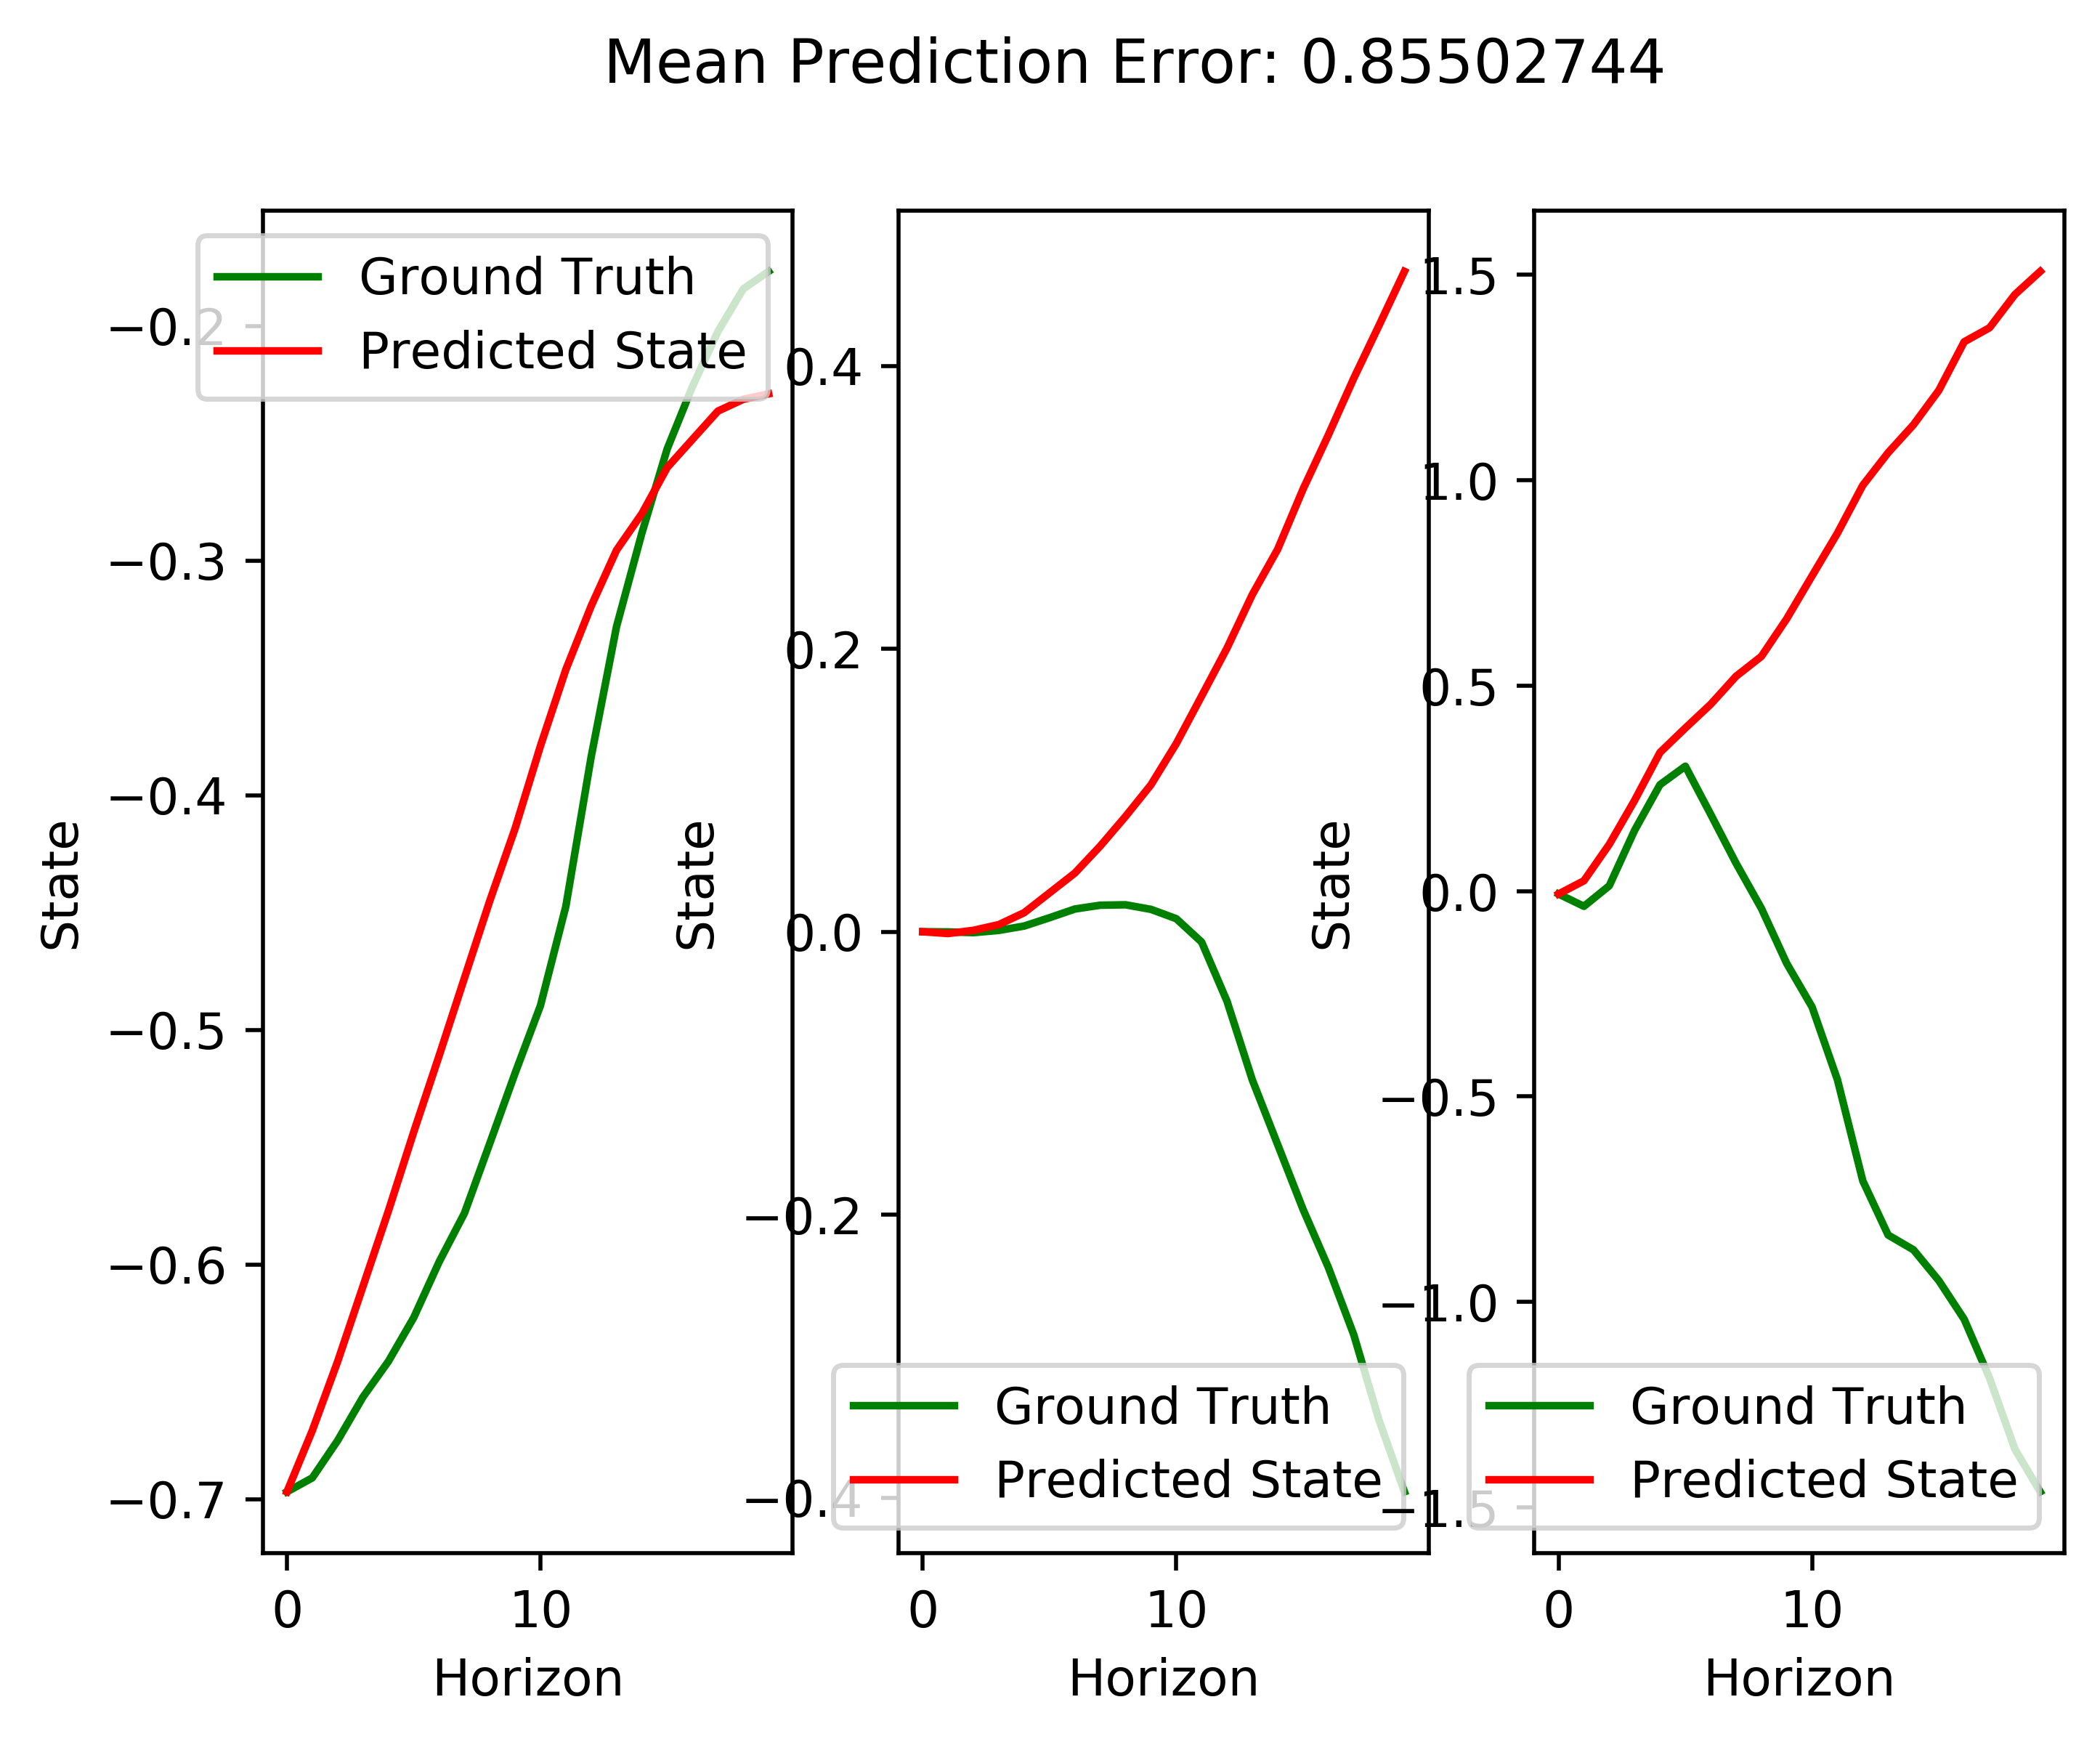 Mean Prediction Error: 0.85502744
Ground Truth
Predicted State
−0.2
−0.3
−0.4
−0.5
−0.6
−0.7
State
0
10
Horizon
0.4
0.2
0.0
−0.2
−0.4
State
Ground Truth
Predicted State
0
10
Horizon
1.5
1.0
0.5
0.0
−0.5
−1.0
−1.5
State
Ground Truth
Predicted State
0
10
Horizon